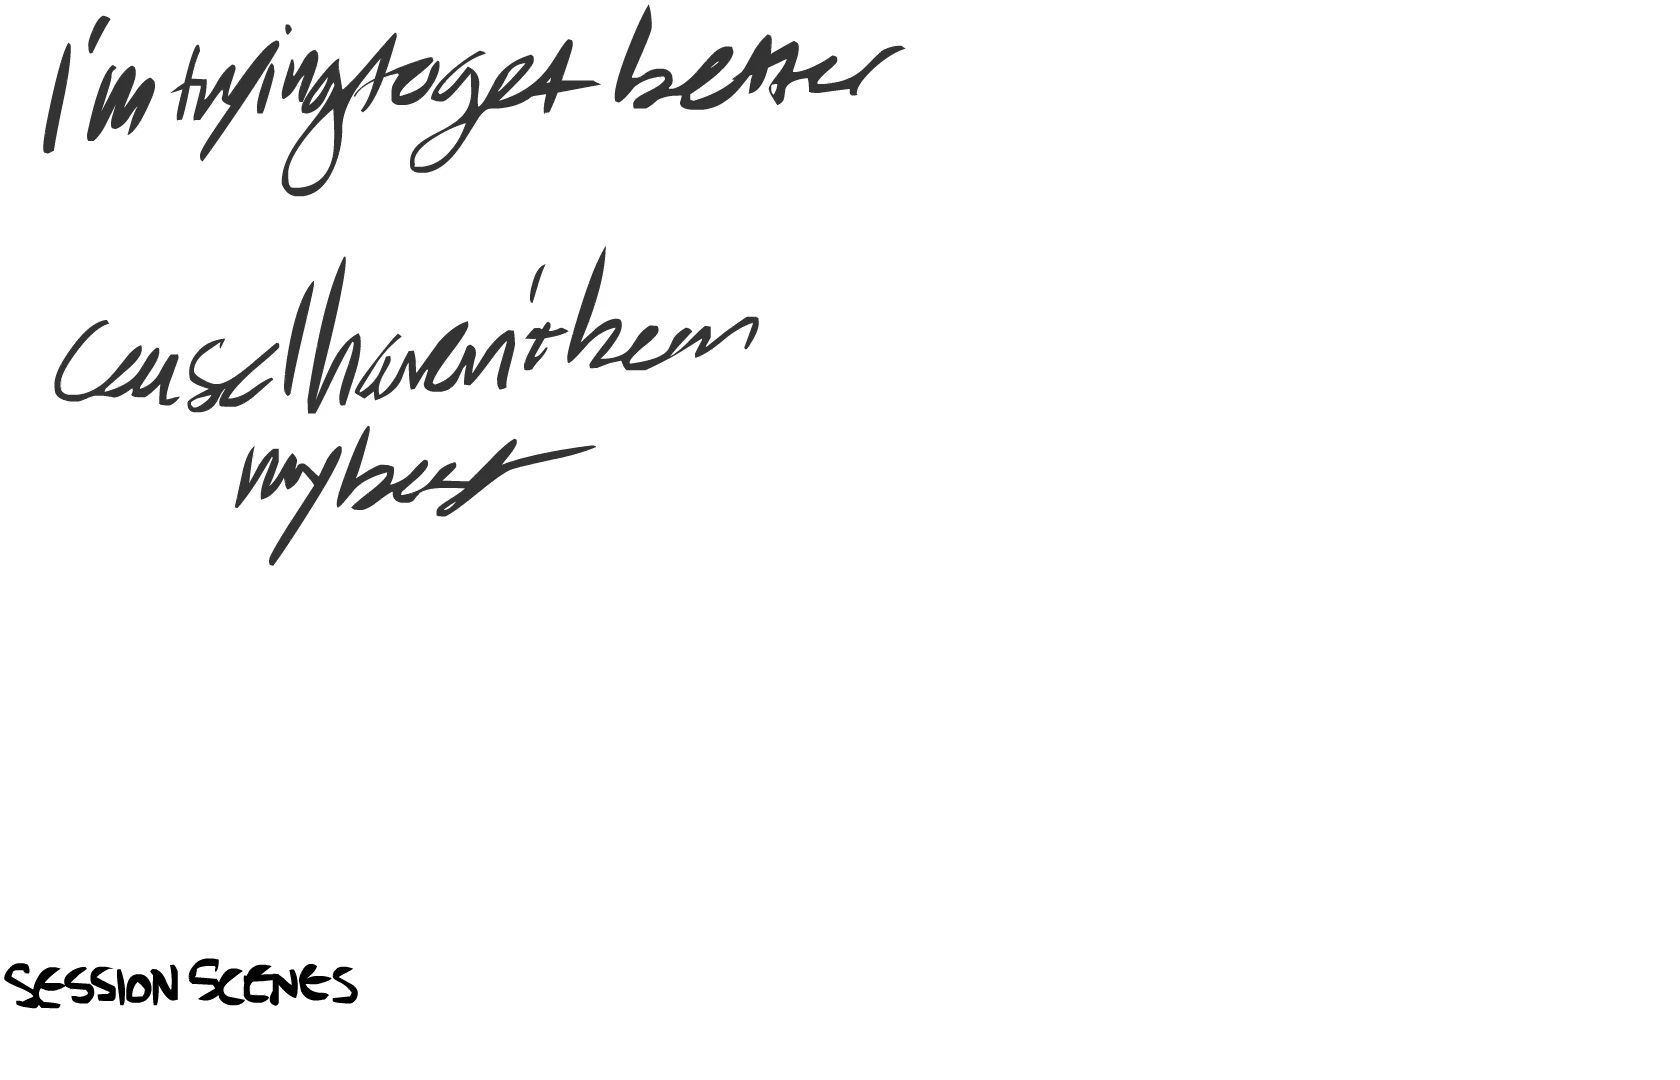 I'm trying to get better
cause I haven't been
my best
SESSION SCENES